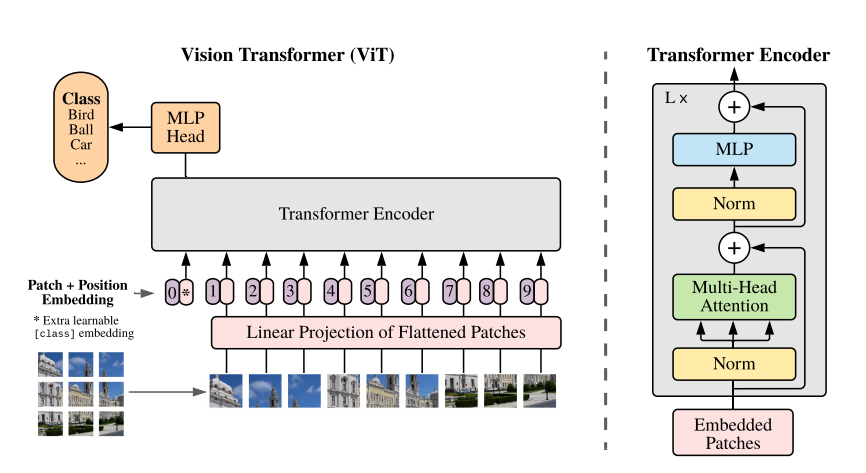 Vision Transformer (ViT)
Class
Bird
Ball
Car
...
MLP
Head
Transformer Encoder
Patch + Position
Embedding
* Extra learnable
[class] embedding
0 * 1 2 3 4 5 6 7 8 9
Linear Projection of Flattened Patches
Transformer Encoder
L x
+
MLP
Norm
+
Multi-Head
Attention
Norm
Embedded
Patches